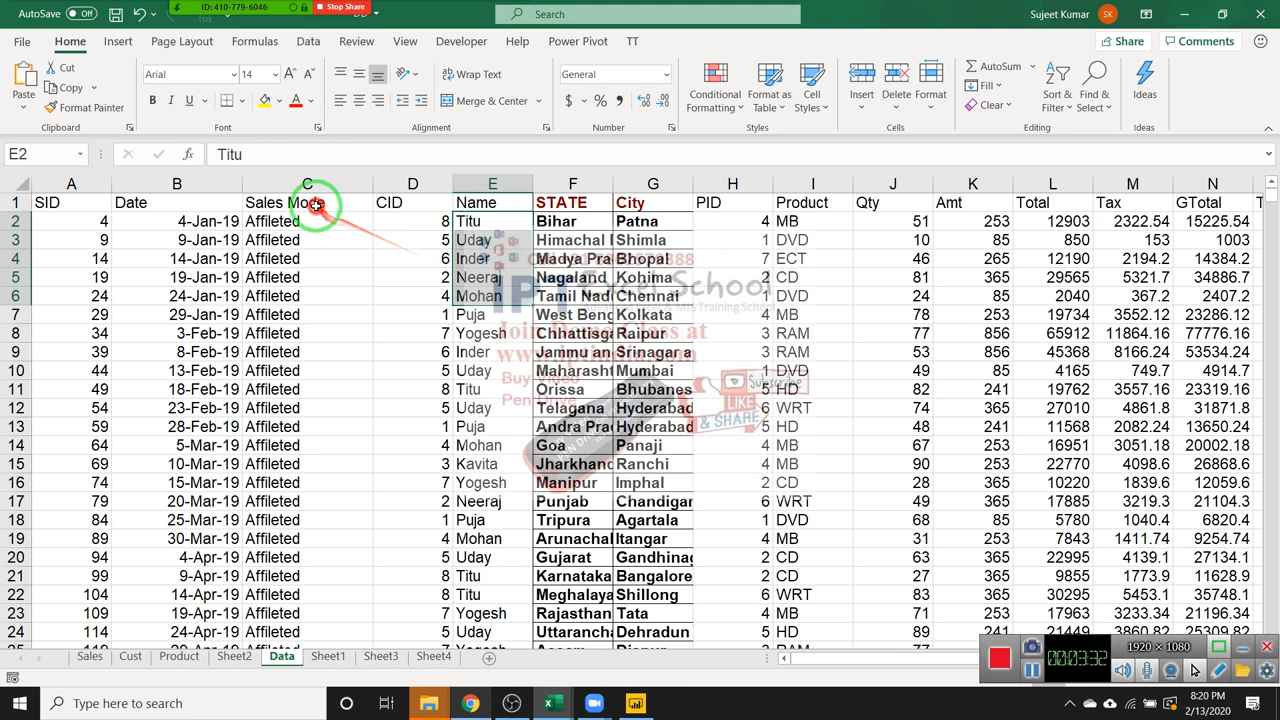 ID: 410-779-6046 Stop Share
AutoSave Off Search Sujeet Kumar SK
File Home Insert Page Layout Formulas Data Review View Developer Help Power Pivot TT Share Comments
Paste Cut Copy Format Painter Clipboard
Arial 14 B I U A Font
Wrap Text Merge & Center Alignment
General $ % , Number
Conditional Formatting Format as Table Cell Styles Styles
Insert Delete Format Cells
AutoSum Fill Clear Sort & Filter Find & Select Editing
Ideas Ideas
E2 fx Titu
A B C D E F G H I J K L M N
1 SID Date Sales Mode CID Name STATE City PID Product Qty Amt Total Tax GTotal T
2 4 4-Jan-19 Affileted 8 Titu Bihar Patna 4 MB 51 253 12903 2322.54 15225.54
3 9 9-Jan-19 Affileted 5 Uday Himachal Shimla 1 DVD 10 85 850 153 1003
4 14 14-Jan-19 Affileted 6 Inder Madya Pra Bhopal 7 ECT 46 265 12190 2194.2 14384.2
5 19 19-Jan-19 Affileted 2 Neeraj Nagaland Kohima 2 CD 81 365 29565 5321.7 34886.7
6 24 24-Jan-19 Affileted 4 Mohan Tamil Nad Chennai 1 DVD 24 85 2040 367.2 2407.2
7 29 29-Jan-19 Affileted 1 Puja West Beng Kolkata 4 MB 78 253 19734 3552.12 23286.12
8 34 3-Feb-19 Affileted 7 Yogesh Chhattisga Raipur 3 RAM 77 856 65912 11864.16 77776.16
9 39 8-Feb-19 Affileted 6 Inder Jammu an Srinagar a 3 RAM 53 856 45368 8166.24 53534.24
10 44 13-Feb-19 Affileted 5 Uday Maharasht Mumbai 1 DVD 49 85 4165 749.7 4914.7
11 49 18-Feb-19 Affileted 8 Titu Orissa Bhubanes 5 HD 82 241 19762 3557.16 23319.16
12 54 23-Feb-19 Affileted 5 Uday Telagana Hyderabad 6 WRT 74 365 27010 4861.8 31871.8
13 59 28-Feb-19 Affileted 1 Puja Andra Prac Hyderabad 5 HD 48 241 11568 2082.24 13650.24
14 64 5-Mar-19 Affileted 4 Mohan Goa Panaji 4 MB 67 253 16951 3051.18 20002.18
15 69 10-Mar-19 Affileted 3 Kavita Jharkhand Ranchi 4 MB 90 253 22770 4098.6 26868.6
16 74 15-Mar-19 Affileted 7 Yogesh Manipur Imphal 2 CD 28 365 10220 1839.6 12059.6
17 79 20-Mar-19 Affileted 2 Neeraj Punjab Chandigar 6 WRT 49 365 17885 3219.3 21104.3
18 84 25-Mar-19 Affileted 1 Puja Tripura Agartala 1 DVD 68 85 5780 1040.4 6820.4
19 89 30-Mar-19 Affileted 4 Mohan Arunachal Itangar 4 MB 31 253 7843 1411.74 9254.74
20 94 4-Apr-19 Affileted 5 Uday Gujarat Gandhinag 2 CD 63 365 22995 4139.1 27134.1
21 99 9-Apr-19 Affileted 8 Titu Karnataka Bangalore 2 CD 27 365 9855 1773.9 11628.9
22 104 14-Apr-19 Affileted 8 Titu Meghalaya Shillong 6 WRT 83 365 30295 5453.1 35748.1
23 109 19-Apr-19 Affileted 7 Yogesh Rajasthan Tata 4 MB 71 253 17963 3233.34 21196.34
24 114 24-Apr-19 Affileted 5 Uday Uttarancha Dehradun 5 HD 89 241 21449 3860.82 25309.82
IPT Excel School
Join Demo Class at
www.iptindia.com
Buy Video
Pen Drive
Subscribe
LIKE
& SHARE
Sales Cust Product Sheet2 Data Sheet1 Sheet3 Sheet4
00:03:32 1920 × 1080
Type here to search
8:20 PM
2/13/2020